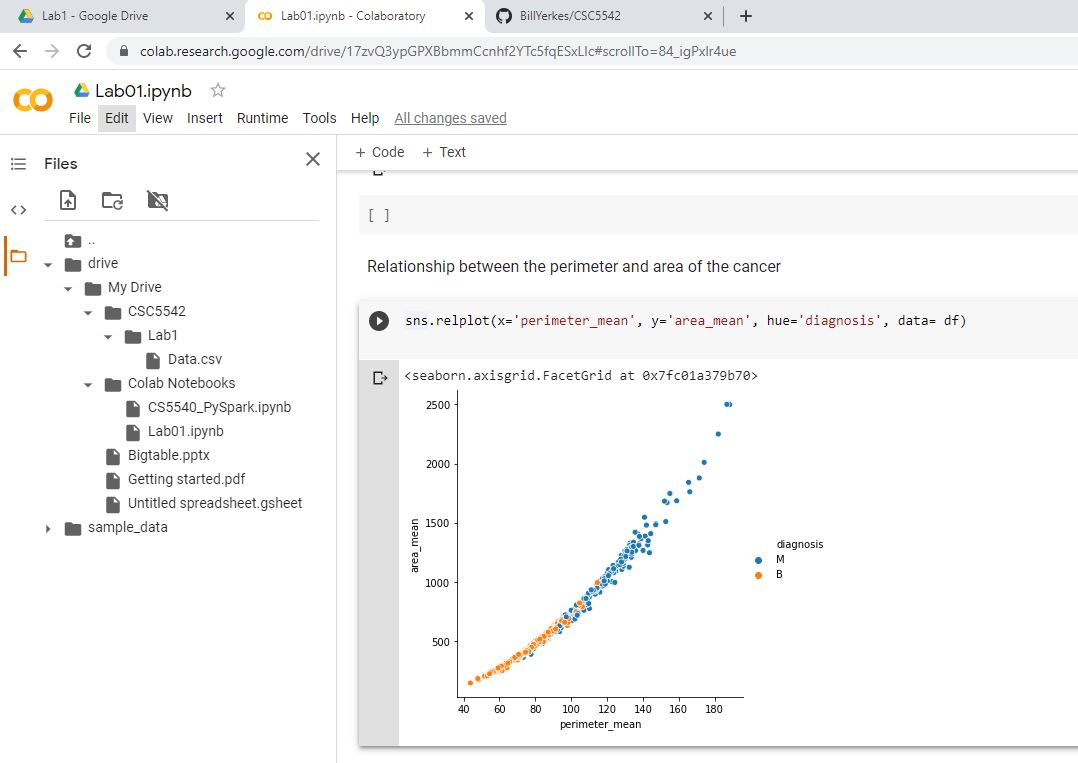 Lab1 - Google Drive
Lab01.ipynb - Colaboratory
BillYerkes/CSC5542
colab.research.google.com/drive/17zvQ3ypGPXBbmmCcnhf2YTc5fqESxLIc#scrollTo=84_igPxIr4ue
CO
Lab01.ipynb
File Edit View Insert Runtime Tools Help All changes saved
Files
+ Code + Text
..
drive
My Drive
CSC5542
Lab1
Data.csv
Colab Notebooks
CS5540_PySpark.ipynb
Lab01.ipynb
Bigtable.pptx
Getting started.pdf
Untitled spreadsheet.gsheet
sample_data
[ ]
Relationship between the perimeter and area of the cancer
sns.relplot(x='perimeter_mean', y='area_mean', hue='diagnosis', data= df)
<seaborn.axisgrid.FacetGrid at 0x7fc01a379b70>
2500
2000
1500
1000
500
area_mean
40 60 80 100 120 140 160 180
perimeter_mean
diagnosis
M
B